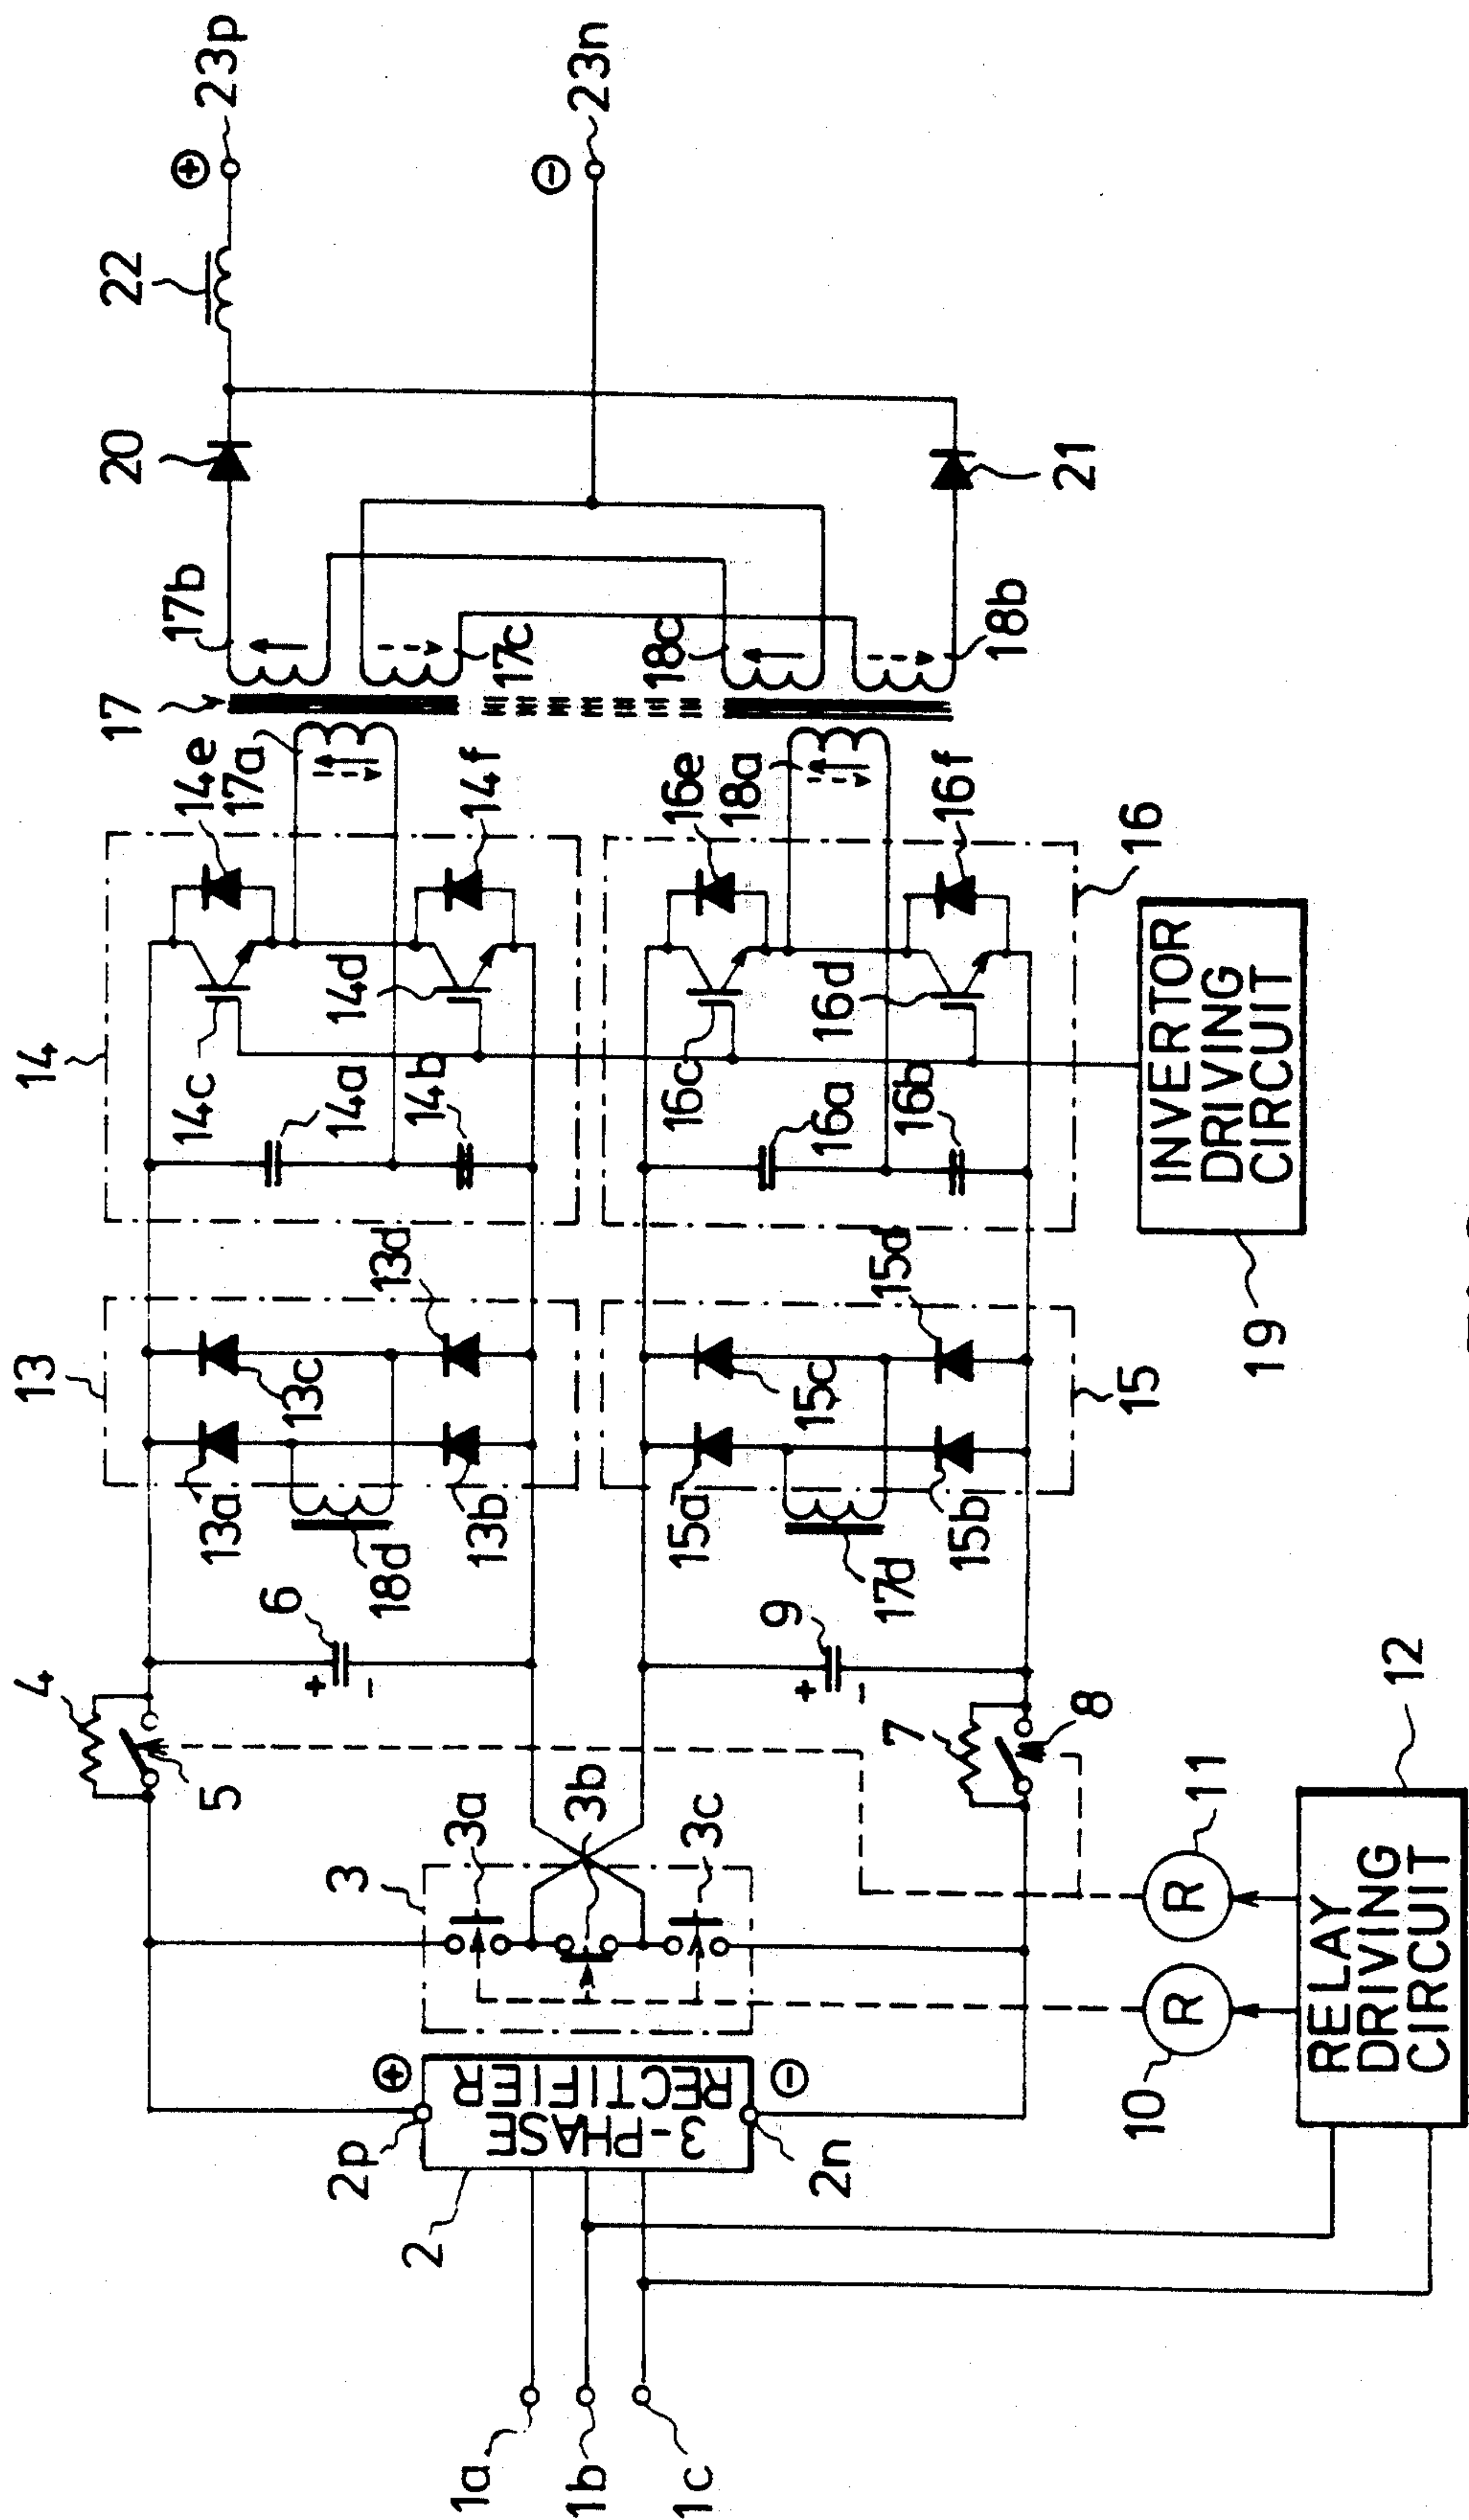 1a
1b
1c
2
2p
2n
3-PHASE
RECTIFIER
⊕
⊖
3
3a
3b
3c
4
5
6
+
-
7
8
9
+
-
R
10
R
11
RELAY
DRIVING
CIRCUIT
12
13
13a
13b
13c
13d
18d
15
15a
15b
15c
15d
17d
14
14a
14b
14c
14d
14e
14f
16
16a
16b
16c
16d
16e
16f
INVERTOR
DRIVING
CIRCUIT
19
17
17a
17b
17c
18a
18b
18c
20
21
22
⊕
23p
⊖
23n